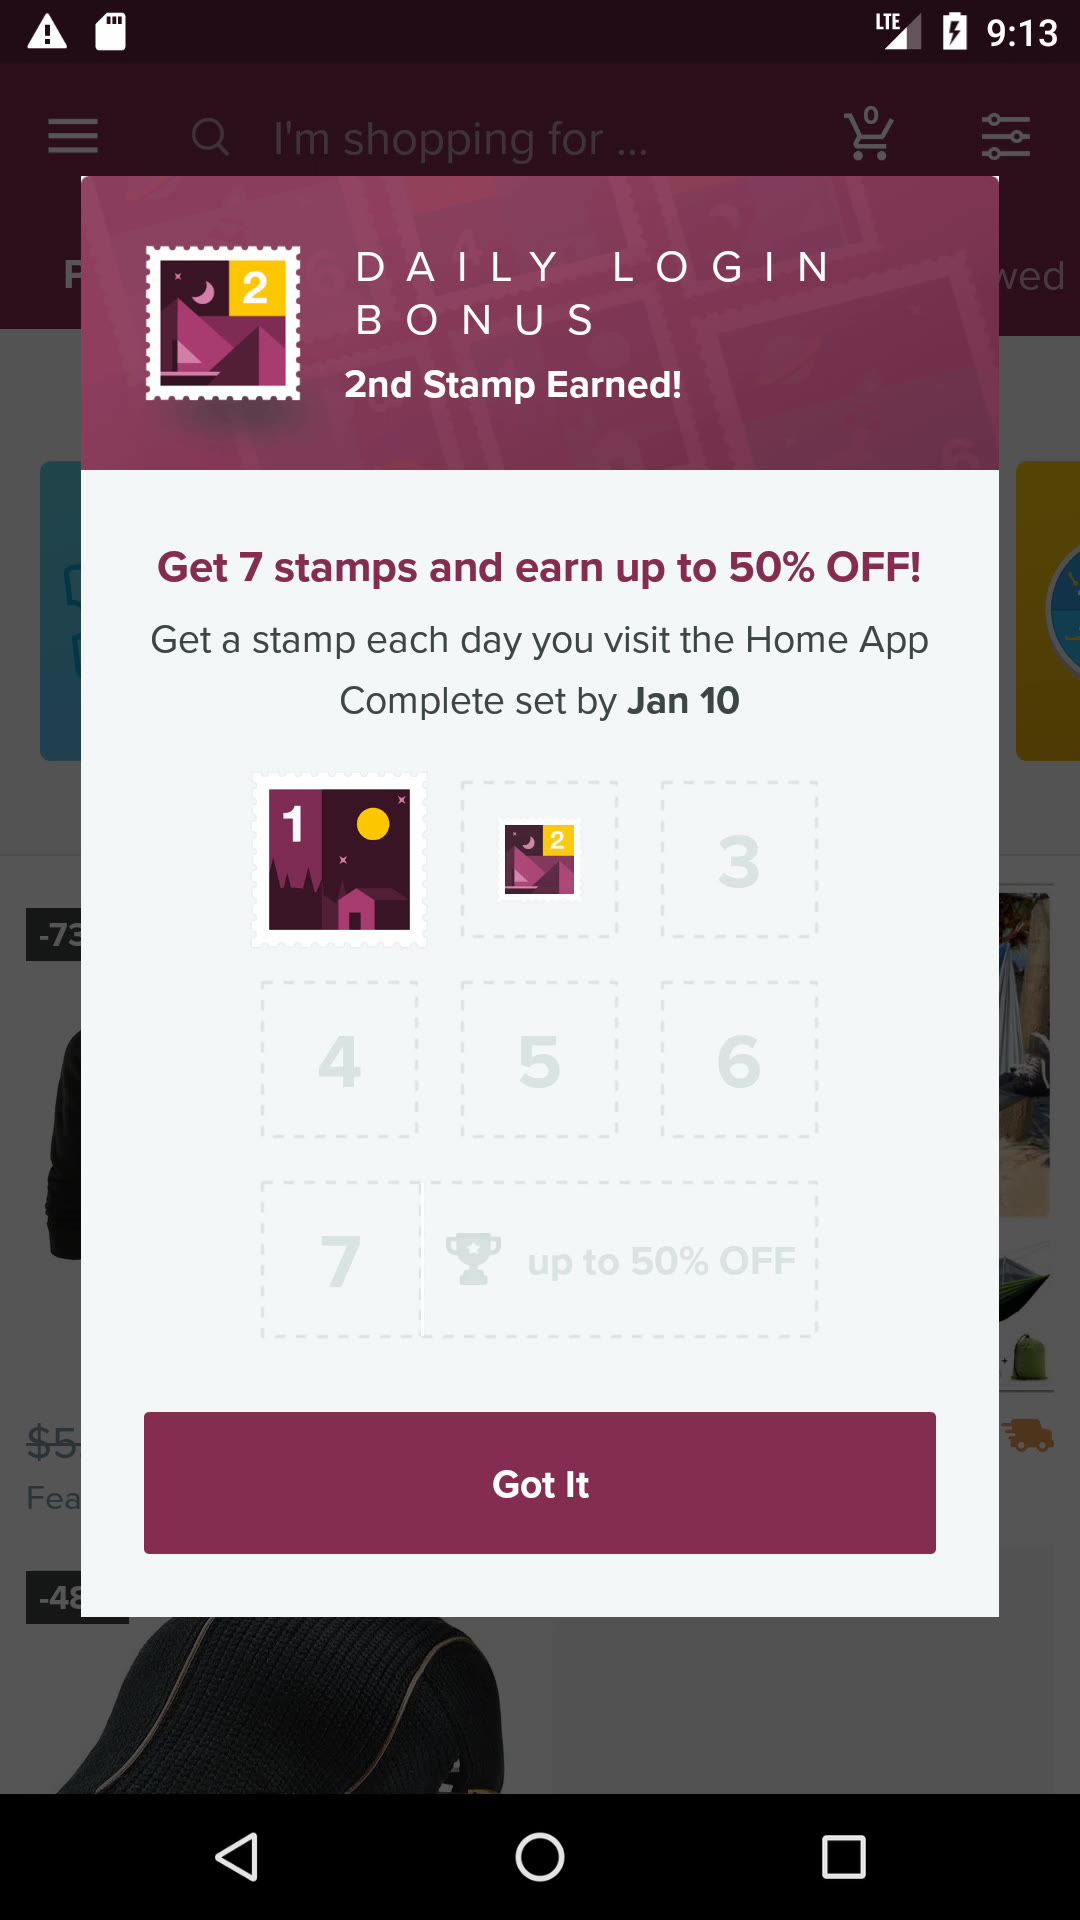 LTE 9:13
I'm shopping for ... 0
wed
2 DAILY LOGIN
BONUS
2nd Stamp Earned!
Get 7 stamps and earn up to 50% OFF!
Get a stamp each day you visit the Home App
Complete set by Jan 10
1 2 3
4 5 6
7 up to 50% OFF
$5
Fea
Got It
-73
-48